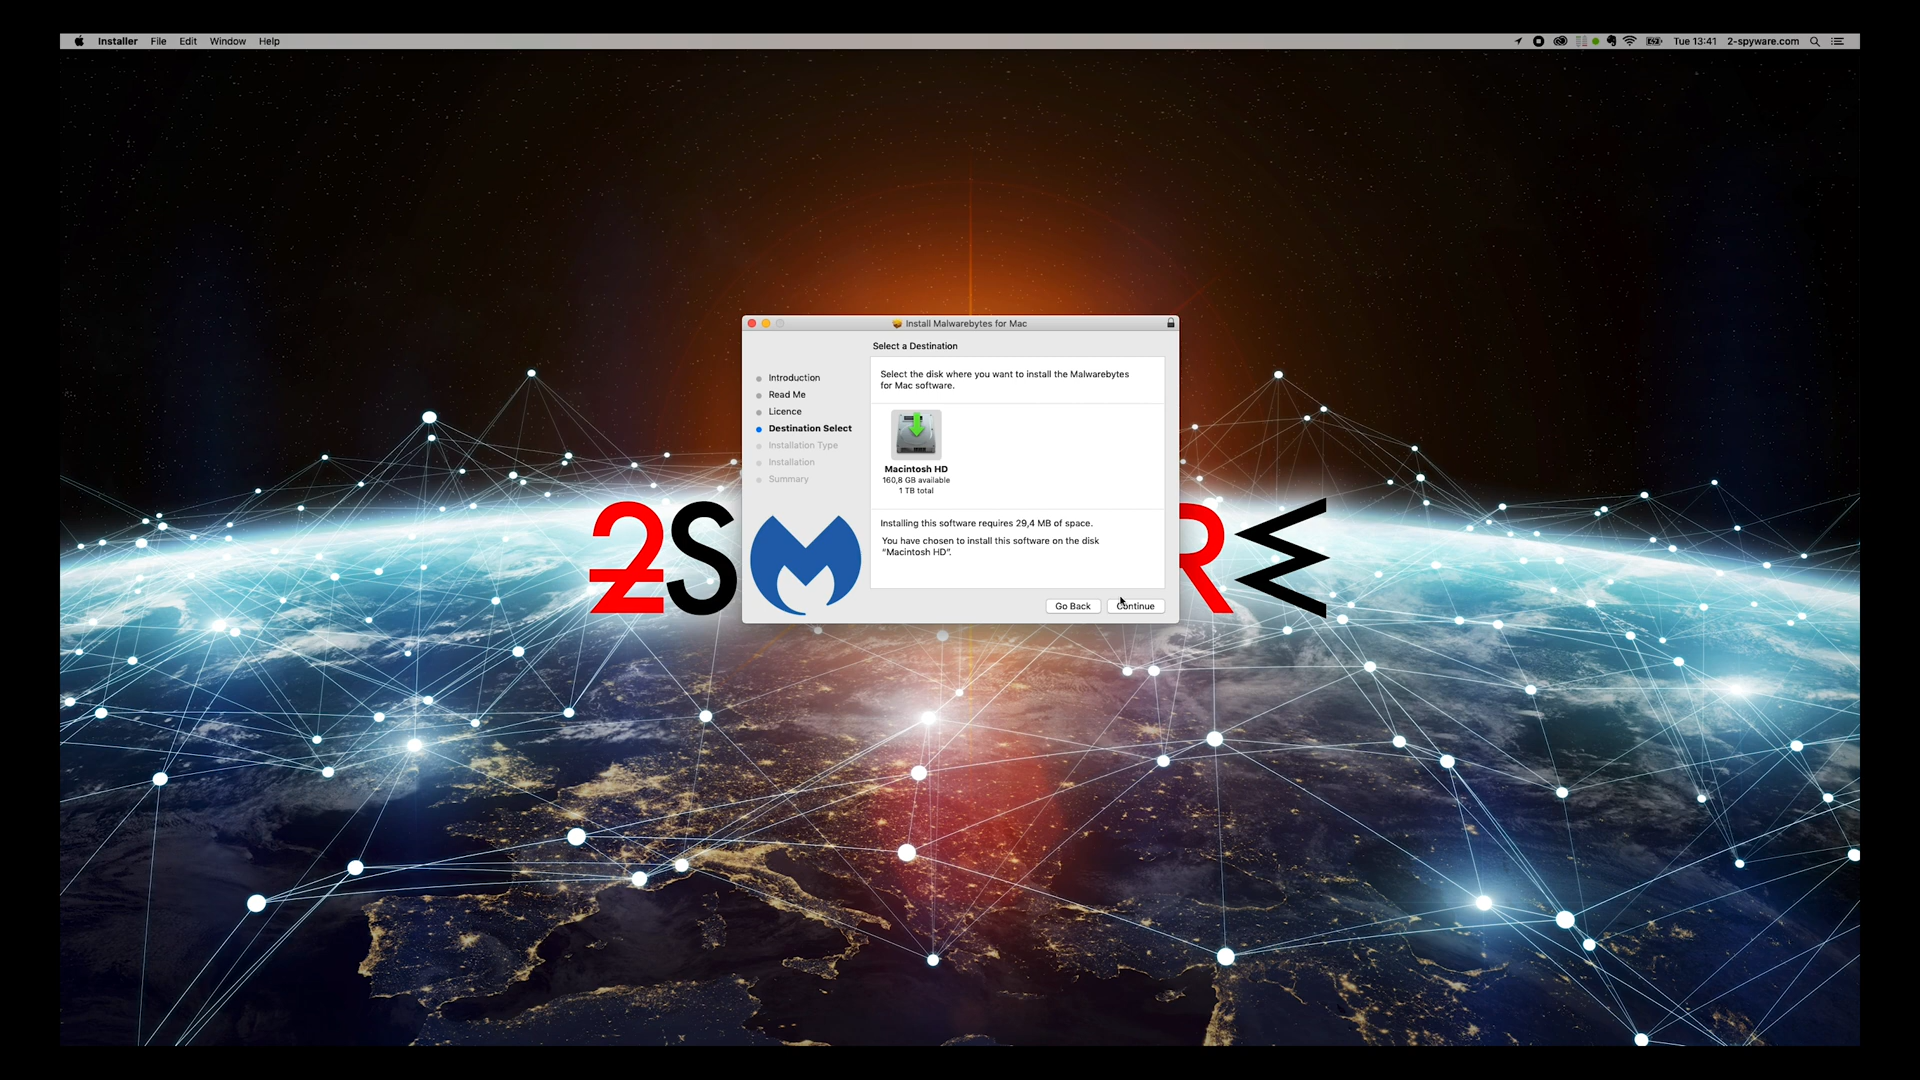 Installer File Edit Window Help
Tue 13:41 2-spyware.com
Install Malwarebytes for Mac
Select a Destination
Introduction
Read Me
Licence
Destination Select
Installation Type
Installation
Summary
Select the disk where you want to install the Malwarebytes
for Mac software.
Macintosh HD
160,8 GB available
1 TB total
Installing this software requires 29,4 MB of space.
You have chosen to install this software on the disk
“Macintosh HD”.
Go Back
Continue
2S
R